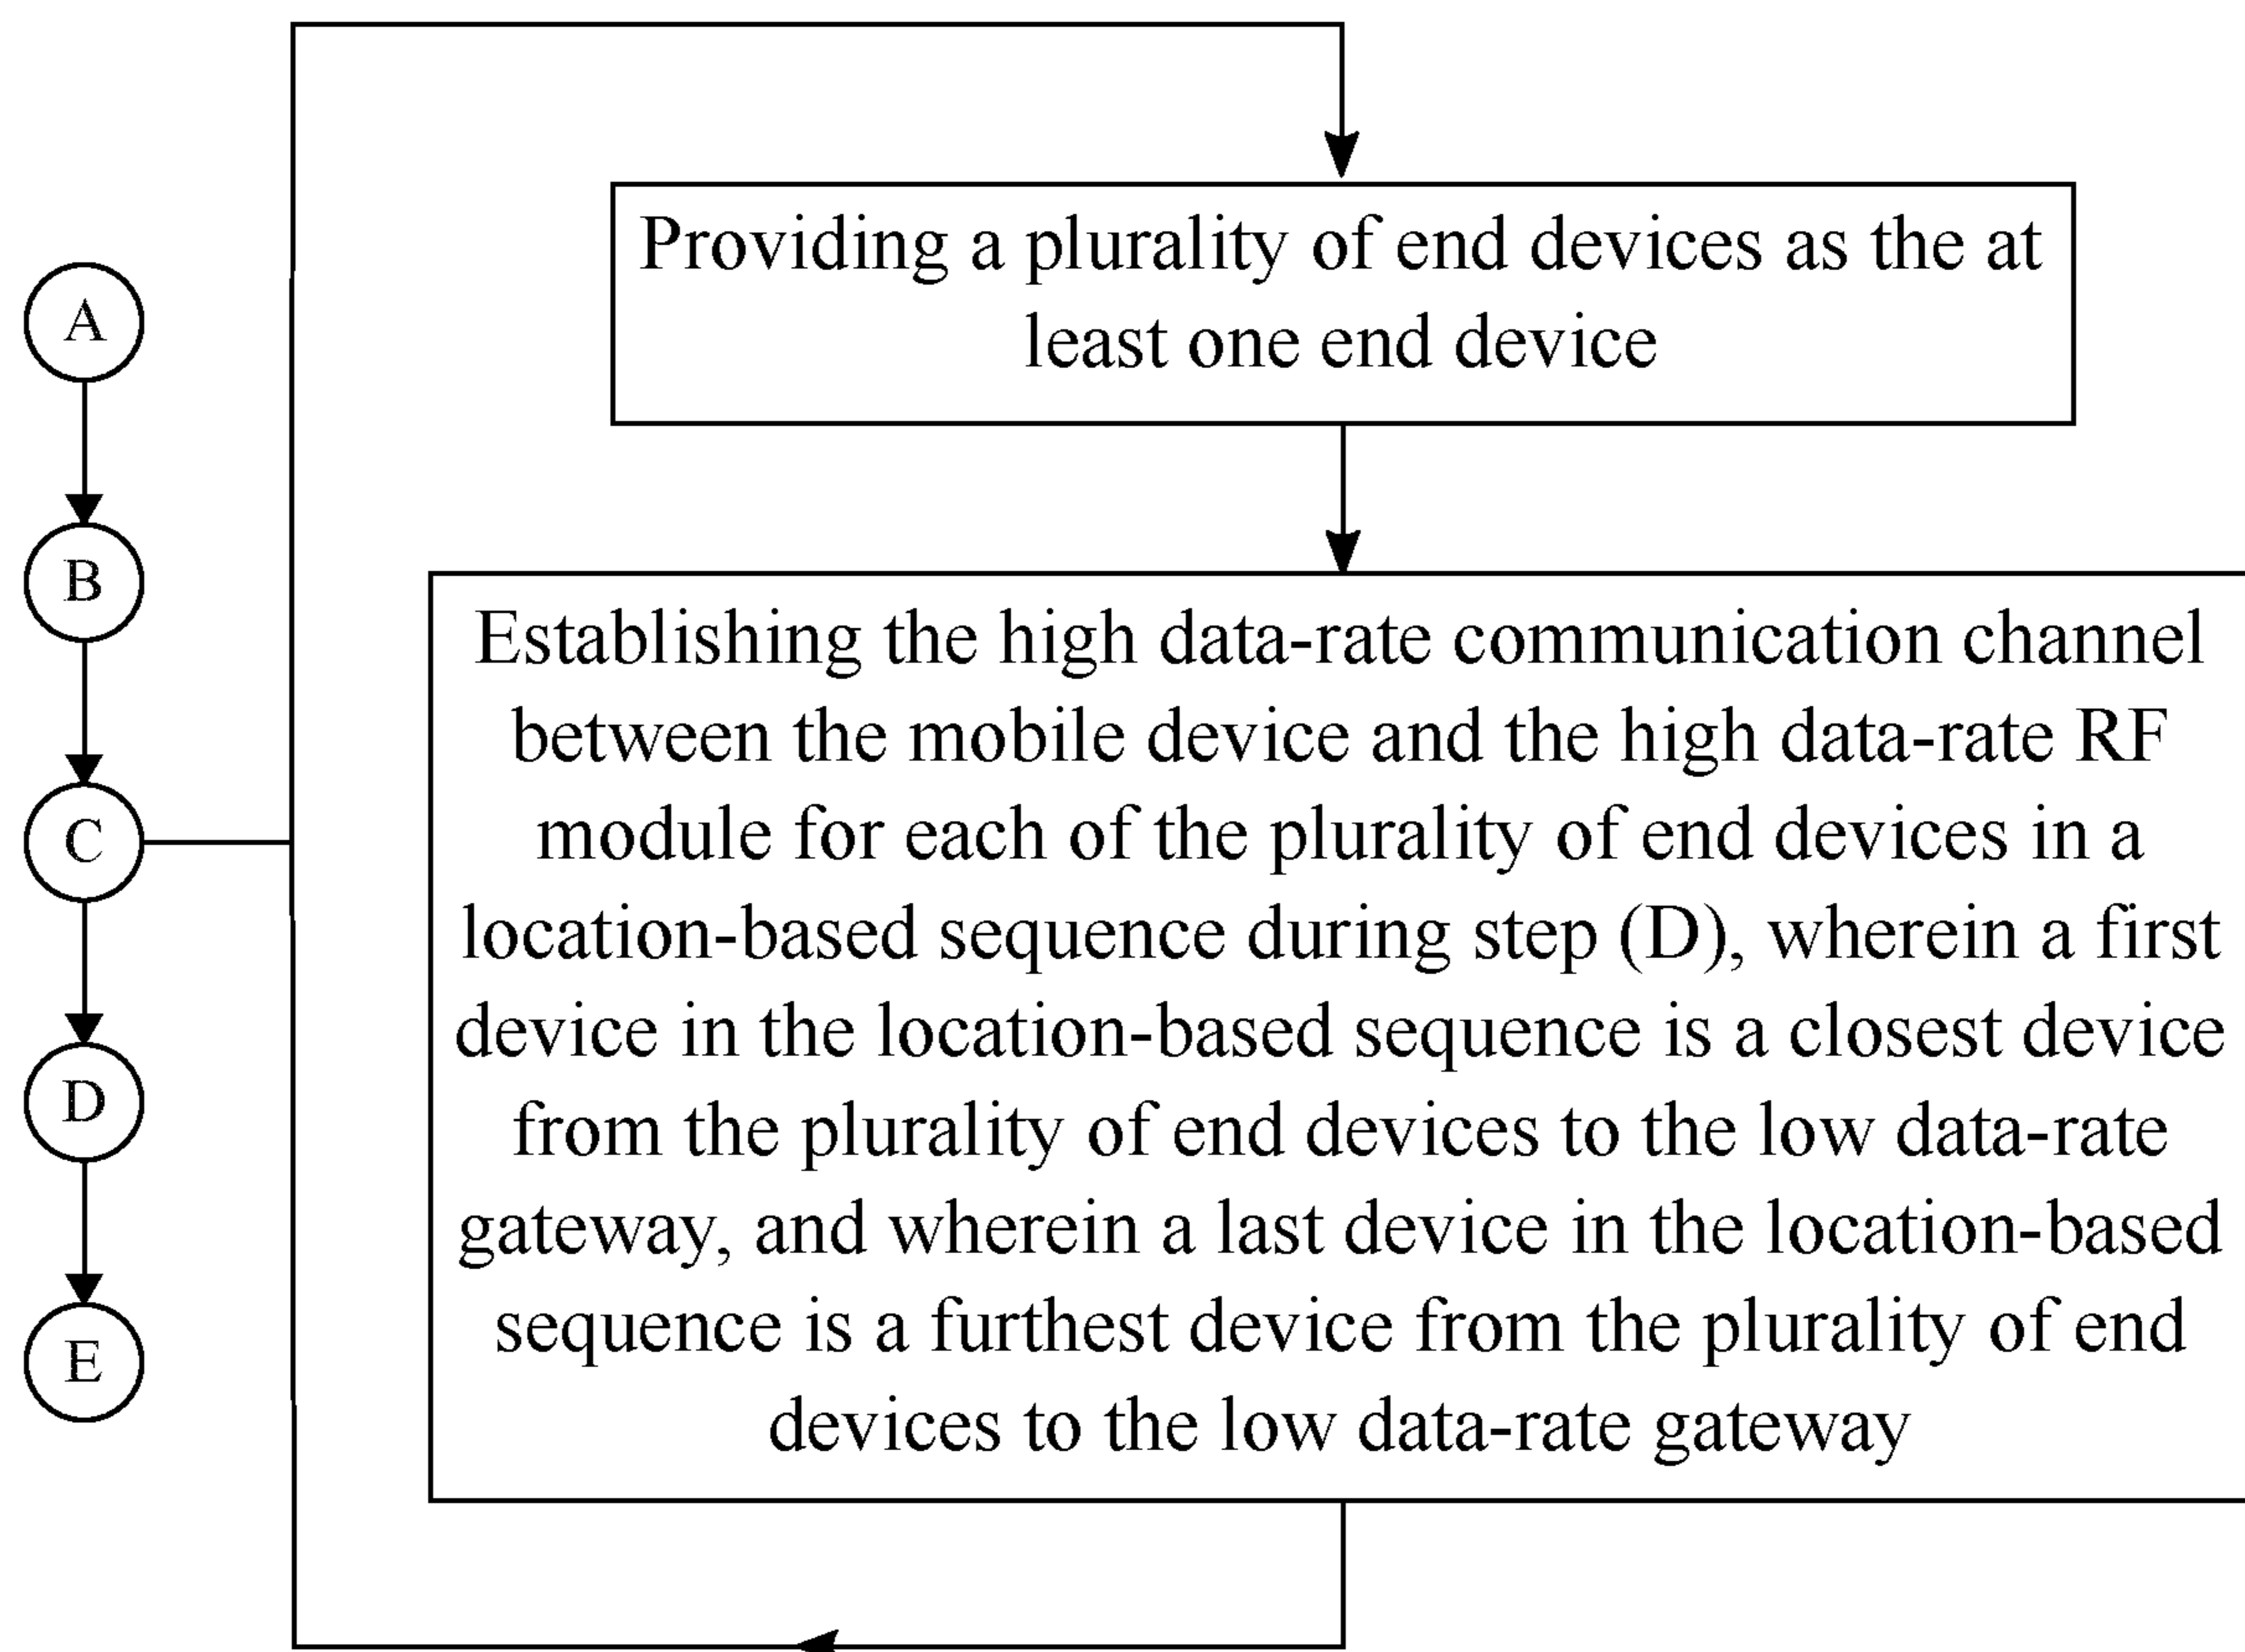 A
B
C
D
E
Providing a plurality of end devices as the at
least one end device
Establishing the high data-rate communication channel
between the mobile device and the high data-rate RF
module for each of the plurality of end devices in a
location-based sequence during step (D), wherein a first
device in the location-based sequence is a closest device
from the plurality of end devices to the low data-rate
gateway, and wherein a last device in the location-based
sequence is a furthest device from the plurality of end
devices to the low data-rate gateway